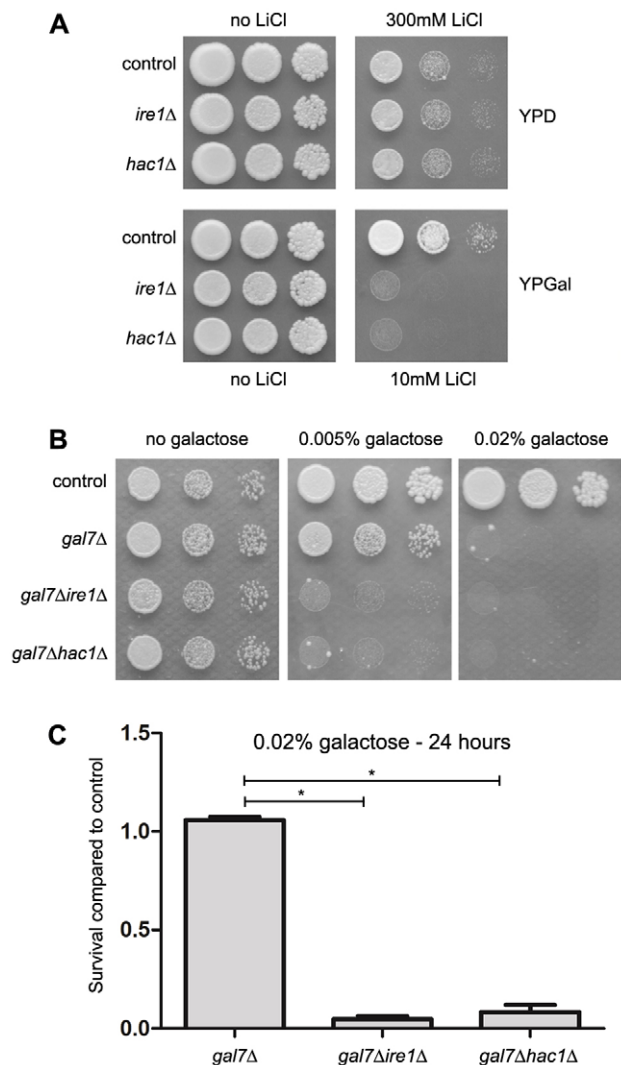 A
no LiCl
300mM LiCl
control
ire1Δ
hac1Δ
YPD
control
ire1Δ
hac1Δ
YPGal
no LiCl
10mM LiCl
B
no galactose
0.005% galactose
0.02% galactose
control
gal7Δ
gal7Δire1Δ
gal7Δhac1Δ
C
0.02% galactose - 24 hours
Survival compared to control
1.5
1.0
0.5
0.0
*
*
gal7Δ
gal7Δire1Δ
gal7Δhac1Δ